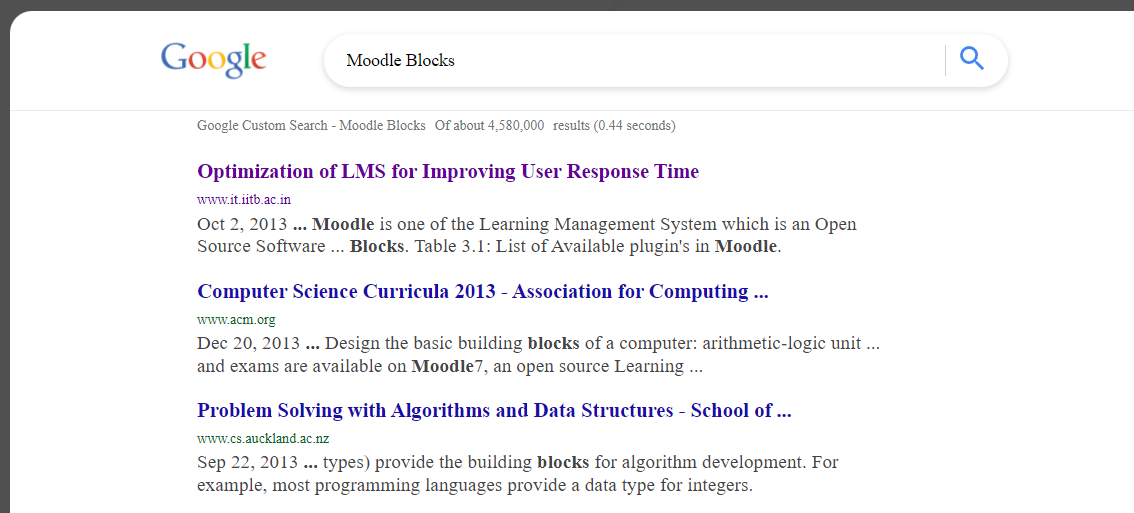 Google
Moodle Blocks
Google Custom Search - Moodle Blocks Of about 4,580,000 results (0.44 seconds)
Optimization of LMS for Improving User Response Time
www.it.iitb.ac.in
Oct 2, 2013 ... Moodle is one of the Learning Management System which is an Open
Source Software ... Blocks. Table 3.1: List of Available plugin's in Moodle.
Computer Science Curricula 2013 - Association for Computing ...
www.acm.org
Dec 20, 2013 ... Design the basic building blocks of a computer: arithmetic-logic unit ...
and exams are available on Moodle7, an open source Learning ...
Problem Solving with Algorithms and Data Structures - School of ...
www.cs.auckland.ac.nz
Sep 22, 2013 ... types) provide the building blocks for algorithm development. For
example, most programming languages provide a data type for integers.